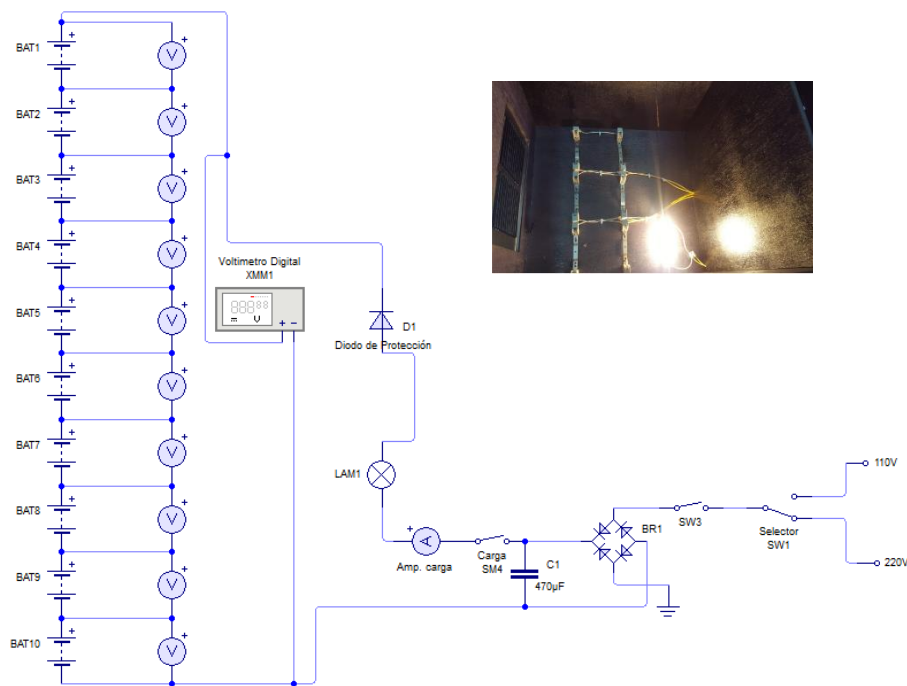 BAT1
V
BAT2
V
BAT3
V
BAT4
V
BAT5
V
BAT6
V
BAT7
V
BAT8
V
BAT9
V
BAT10
V
Voltimetro Digital
XMM1
V
D1
Diodo de Protección
LAM1
A
Amp. carga
Carga
SM4
C1
470µF
BR1
SW3
Selector
SW1
110V
220V